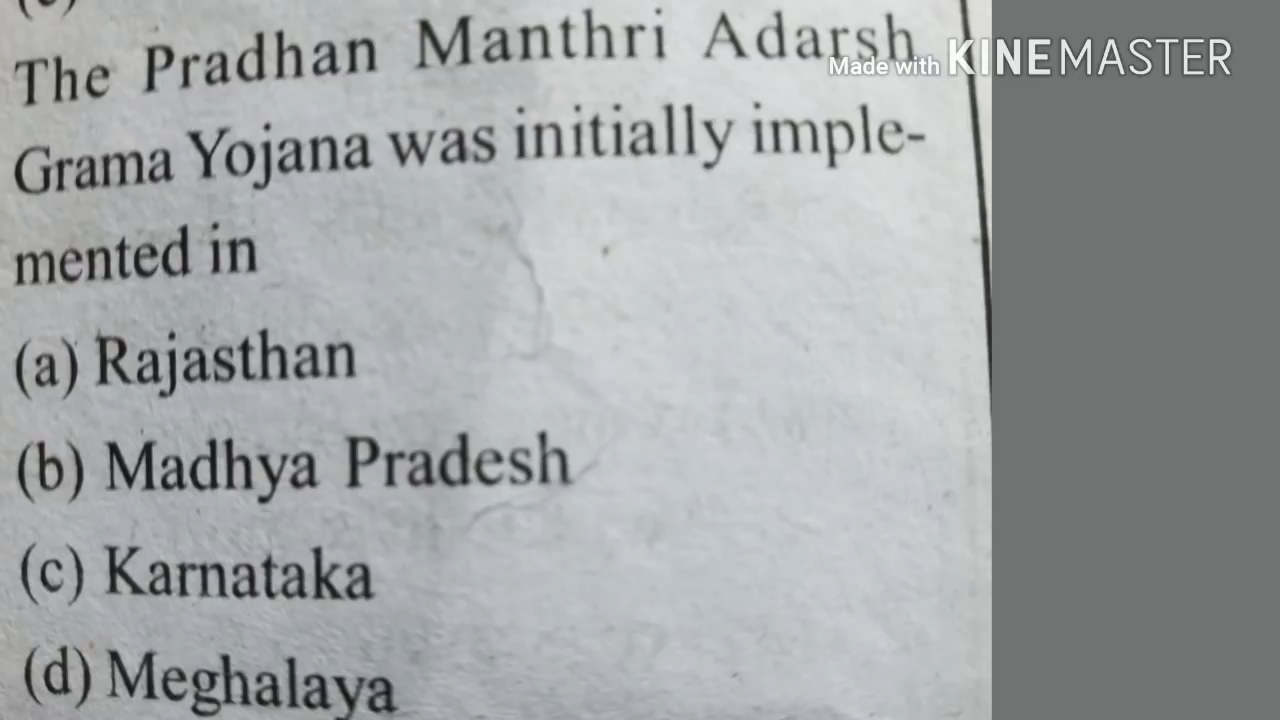 The Pradhan Manthri Adarsh
Made with KINEMASTER
Grama Yojana was initially imple-
mented in
(a) Rajasthan
(b) Madhya Pradesh
(c) Karnataka
(d) Meghalaya